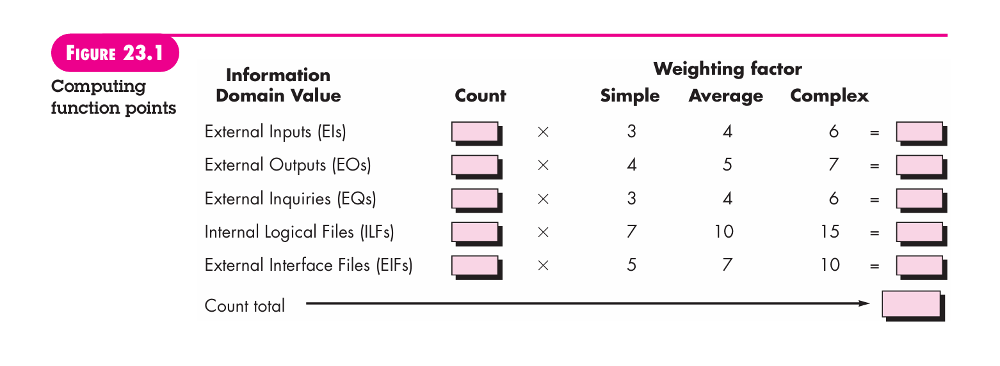 FIGURE 23.1
Computing
function points
Information
Domain Value
Count
Weighting factor
Simple Average Complex
External Inputs (EIs) × 3 4 6 =
External Outputs (EOs) × 4 5 7 =
External Inquiries (EQs) × 3 4 6 =
Internal Logical Files (ILFs) × 7 10 15 =
External Interface Files (EIFs) × 5 7 10 =
Count total